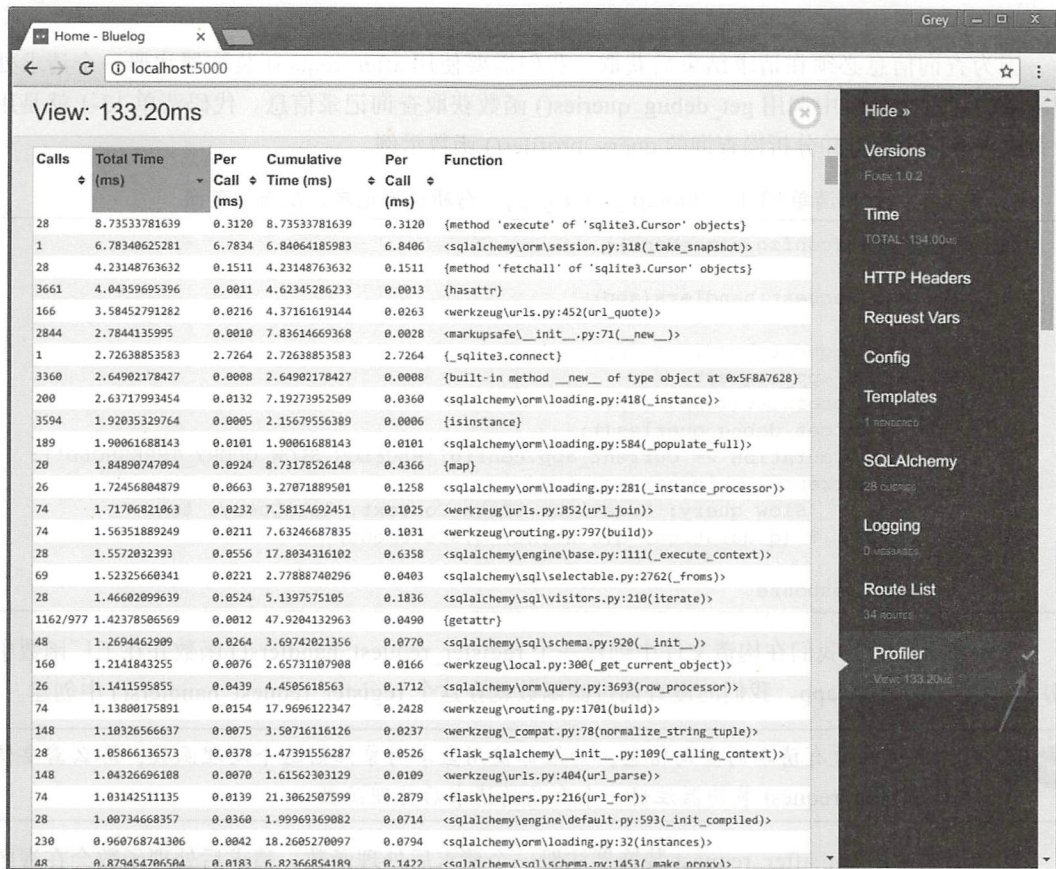 Grey
Home - Bluelog
localhost:5000
View: 133.20ms
Calls Total Time (ms) Per Call (ms) Cumulative Time (ms) Per Call (ms) Function
28 8.73533781639 0.3120 8.73533781639 0.3120 {method 'execute' of 'sqlite3.Cursor' objects}
1 6.78340625281 6.7834 6.84064185983 6.8406 <sqlalchemy\orm\session.py:318(_take_snapshot)>
28 4.23148763632 0.1511 4.23148763632 0.1511 {method 'fetchall' of 'sqlite3.Cursor' objects}
3661 4.04359695396 0.0011 4.62345286233 0.0013 {hasattr}
166 3.58452791282 0.0216 4.37161619144 0.0263 <werkzeug\urls.py:452(url_quote)>
2844 2.7844135995 0.0010 7.83614669368 0.0028 <markupsafe\__init__.py:71(__new__)>
1 2.72638853583 2.7264 2.72638853583 2.7264 {_sqlite3.connect}
3360 2.64902178427 0.0008 2.64902178427 0.0008 {built-in method __new__ of type object at 0x5F8A7628}
200 2.63717993454 0.0132 7.19273952509 0.0360 <sqlalchemy\orm\loading.py:418(_instance)>
3594 1.92035329764 0.0005 2.15679556389 0.0006 {isinstance}
189 1.90061688143 0.0101 1.90061688143 0.0101 <sqlalchemy\orm\loading.py:584(_populate_full)>
20 1.84890747094 0.0924 8.73178526148 0.4366 {map}
26 1.72456804879 0.0663 3.27071889501 0.1258 <sqlalchemy\orm\loading.py:281(_instance_processor)>
74 1.71706821063 0.0232 7.58154692451 0.1025 <werkzeug\urls.py:852(url_join)>
74 1.56351889249 0.0211 7.63246687835 0.1031 <werkzeug\routing.py:797(build)>
28 1.5572032393 0.0556 17.8034316102 0.6358 <sqlalchemy\engine\base.py:1111(_execute_context)>
69 1.52325660341 0.0221 2.77888740296 0.0403 <sqlalchemy\sql\selectable.py:2762(_froms)>
28 1.46602099639 0.0524 5.1397575105 0.1836 <sqlalchemy\sql\visitors.py:210(iterate)>
1162/977 1.42378506569 0.0012 47.9204132963 0.0490 {getattr}
48 1.2694462909 0.0264 3.69742021356 0.0770 <sqlalchemy\sql\schema.py:920(__init__)>
160 1.2141843255 0.0076 2.65731107908 0.0166 <werkzeug\local.py:300(_get_current_object)>
26 1.1411595855 0.0439 4.4505618563 0.1712 <sqlalchemy\orm\query.py:3693(row_processor)>
74 1.13800175891 0.0154 17.9696122347 0.2428 <werkzeug\routing.py:1701(build)>
148 1.10326566637 0.0075 3.50716116126 0.0237 <werkzeug\_compat.py:78(normalize_string_tuple)>
28 1.05866136573 0.0378 1.47391556287 0.0526 <flask_sqlalchemy\__init__.py:109(_calling_context)>
148 1.04326696108 0.0070 1.61562303129 0.0109 <werkzeug\urls.py:404(url_parse)>
74 1.03142511135 0.0139 21.3062507599 0.2879 <flask\helpers.py:216(url_for)>
28 1.00734668357 0.0360 1.99969369082 0.0714 <sqlalchemy\engine\default.py:593(_init_compiled)>
230 0.960768741306 0.0042 18.2605270097 0.0794 <sqlalchemy\orm\loading.py:32(instances)>
48 0.879454706504 0.0183 6.82366854189 0.1422 <sqlalchemy\sql\schema.py:1453(_make_proxy)>
Hide »
Versions
FLASK 1.0.2
Time
TOTAL: 134.00MS
HTTP Headers
Request Vars
Config
Templates
1 RENDERED
SQLAlchemy
28 QUERIES
Logging
0 MESSAGES
Route List
34 ROUTES
Profiler
View: 133.20MS